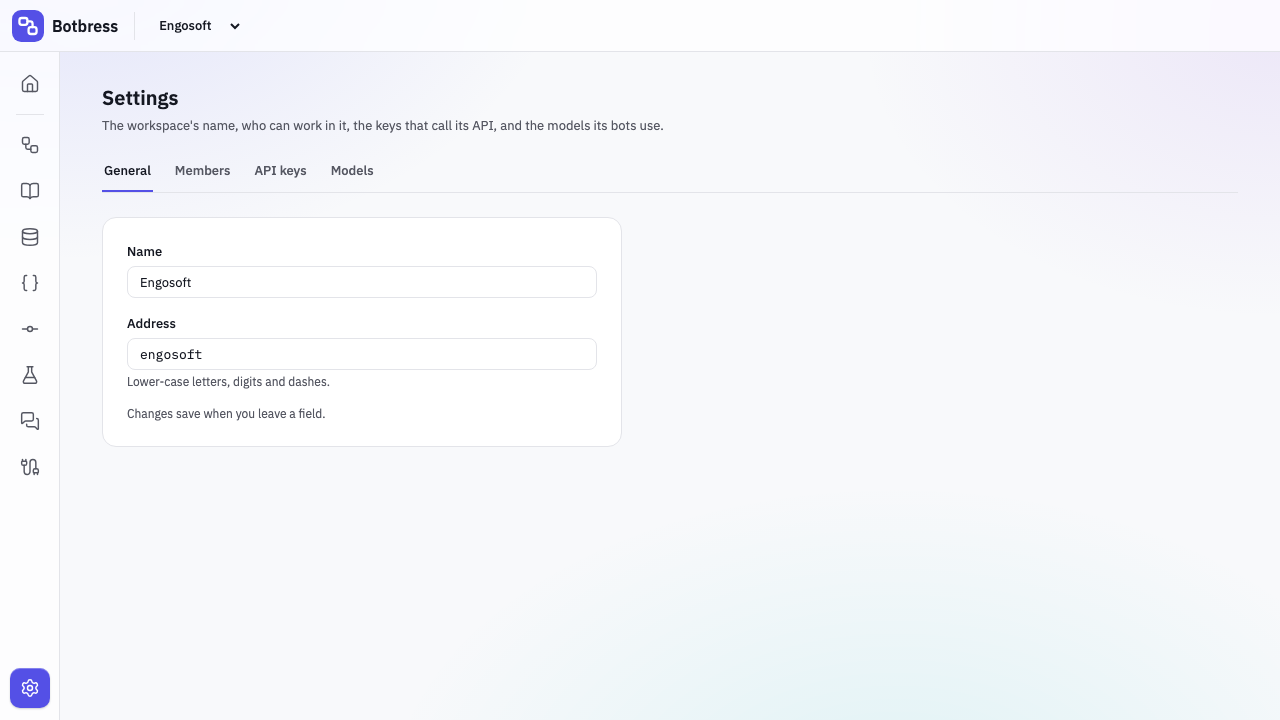 Botbress
Engosoft
Settings
The workspace's name, who can work in it, the keys that call its API, and the models its bots use.
General
Members
API keys
Models
Name
Engosoft
Address
engosoft
Lower-case letters, digits and dashes.
Changes save when you leave a field.